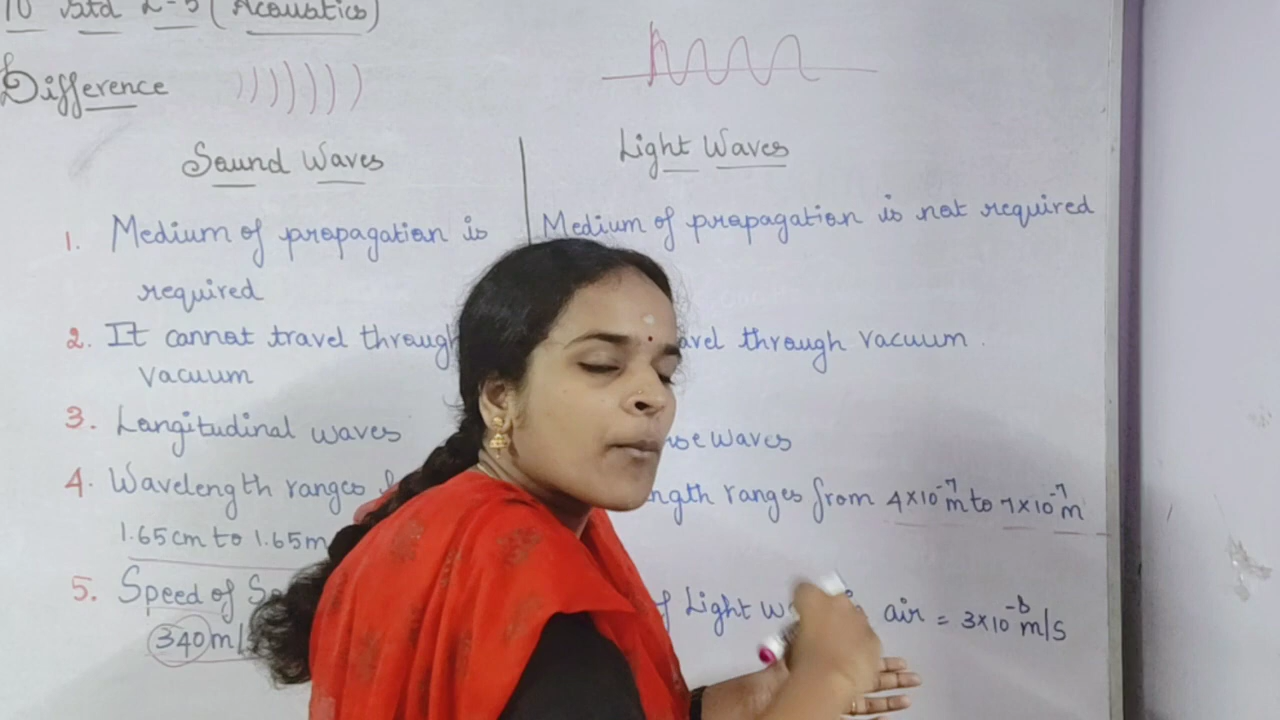 10 Std L-5 (Acoustics)
Difference
Sound Waves
Light Waves
1. Medium of propagation is
required
Medium of propagation is not required
2. It cannot travel through
Vacuum
through vacuum.
3. Longitudinal waves
waves
4. Wavelength ranges
1.65cm to 1.65m
ranges from 4×10⁻⁷m to 7×10⁻⁷m
5. Speed of
340m/
Light air = 3×10⁻⁸m/s